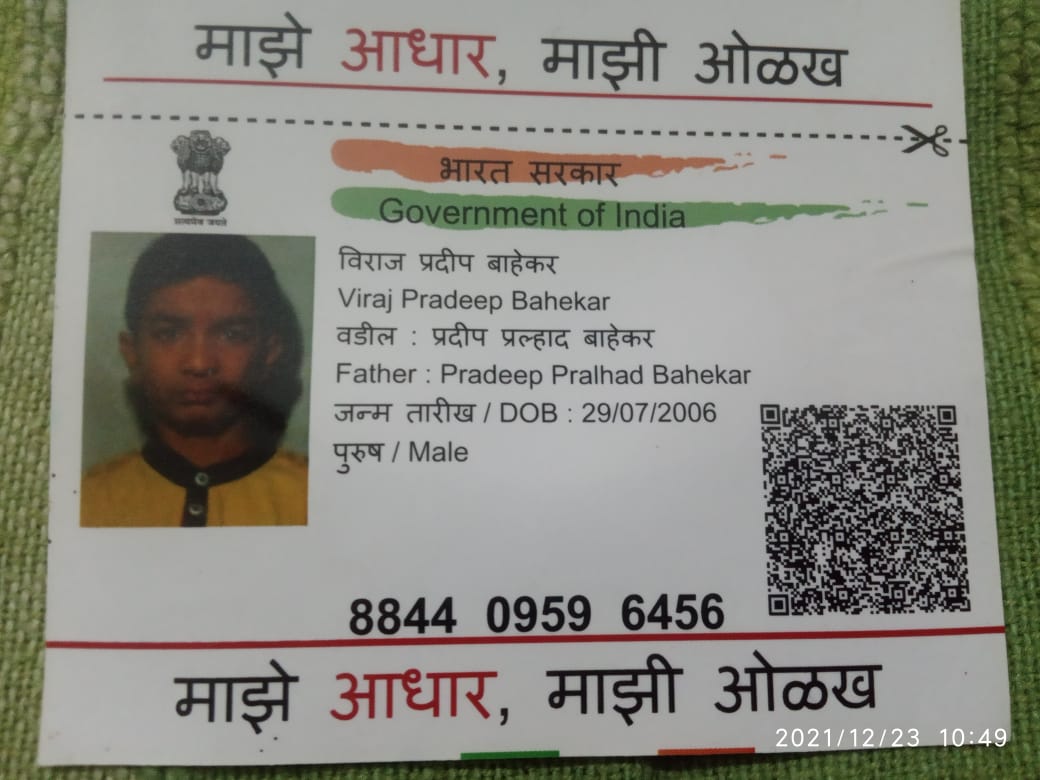 माझे आधार, माझी ओळख
सत्यमेव जयते
भारत सरकार
Government of India
विराज प्रदीप बाहेकर
Viraj Pradeep Bahekar
वडील : प्रदीप प्रल्हाद बाहेकर
Father : Pradeep Pralhad Bahekar
जन्म तारीख / DOB : 29/07/2006
पुरुष / Male
8844 0959 6456
माझे आधार, माझी ओळख
2021/12/23 10:49